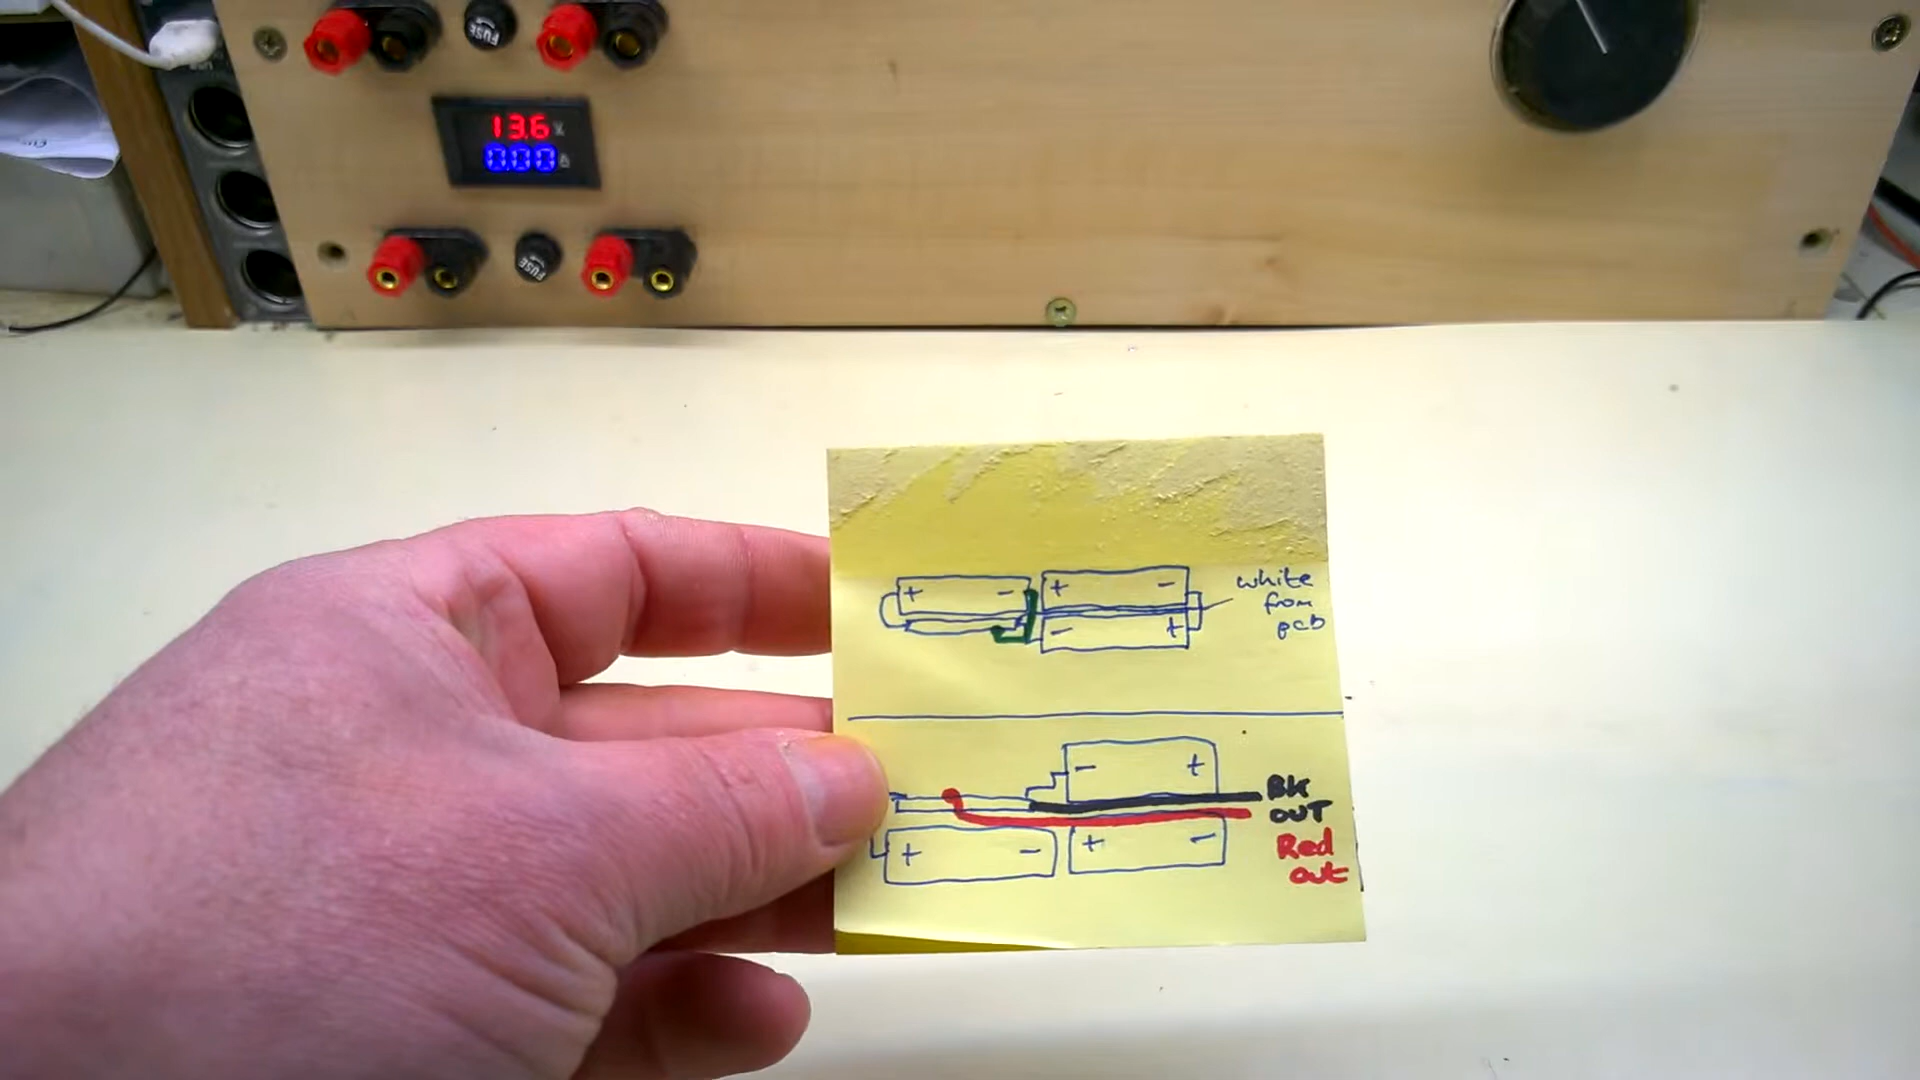 FUSE
13.6 V
0.00 A
FUSE
+ - + -
- +
white
from
pcb
- +
BK
OUT
+ - + -
Red
out